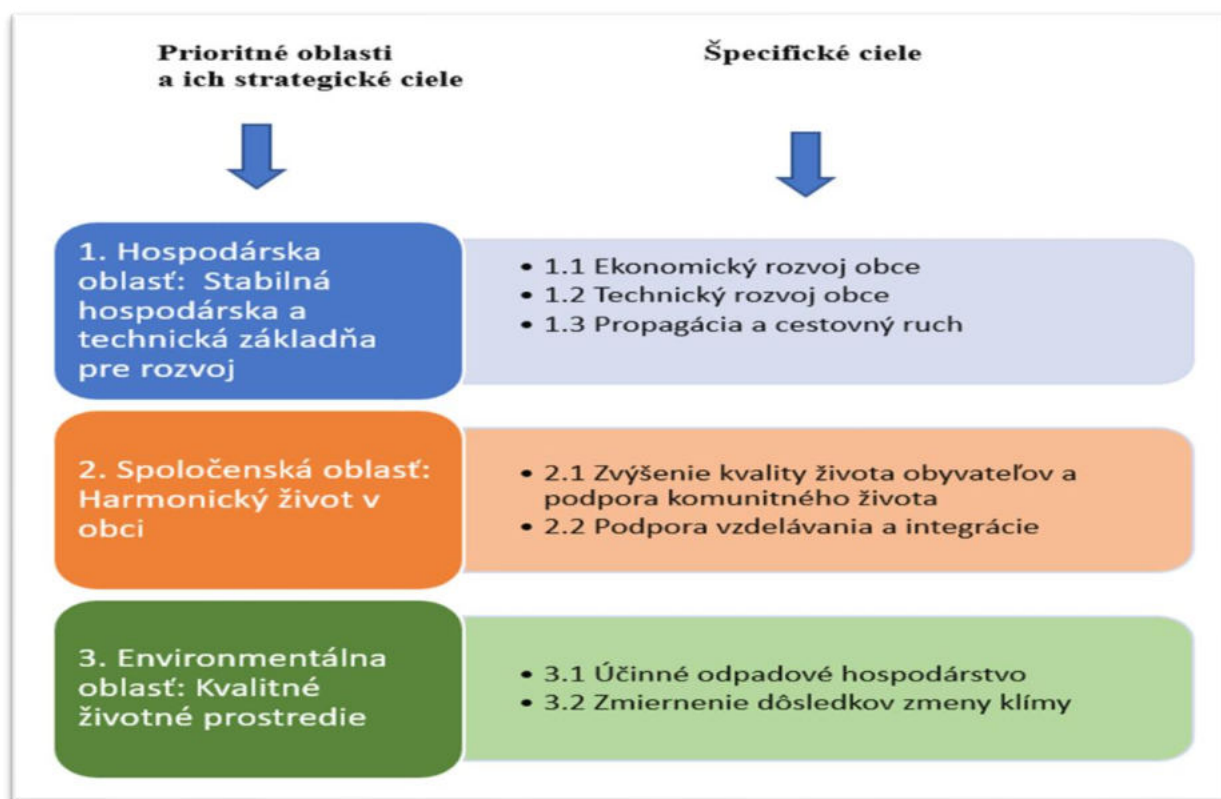 Prioritné oblasti
a ich strategické ciele
Špecifické ciele
1. Hospodárska
oblasť:  Stabilná
hospodárska a
technická základňa
pre rozvoj
• 1.1 Ekonomický rozvoj obce
• 1.2 Technický rozvoj obce
• 1.3 Propagácia a cestovný ruch
2. Spoločenská oblasť:
Harmonický život v
obci
• 2.1 Zvýšenie kvality života obyvateľov a
podpora komunitného života
• 2.2 Podpora vzdelávania a integrácie
3. Environmentálna
oblasť: Kvalitné
životné prostredie
• 3.1 Účinné odpadové hospodárstvo
• 3.2 Zmiernenie dôsledkov zmeny klímy